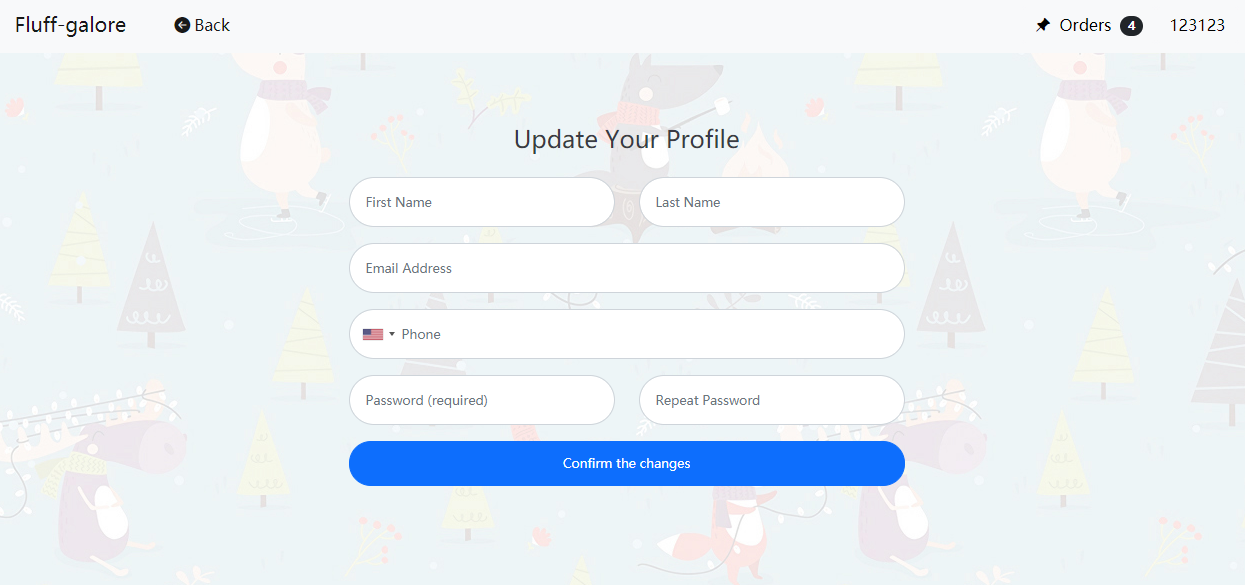 Fluff-galore Back Orders 4 123123
Update Your Profile
First Name Last Name
Email Address
Phone
Password (required) Repeat Password
Confirm the changes